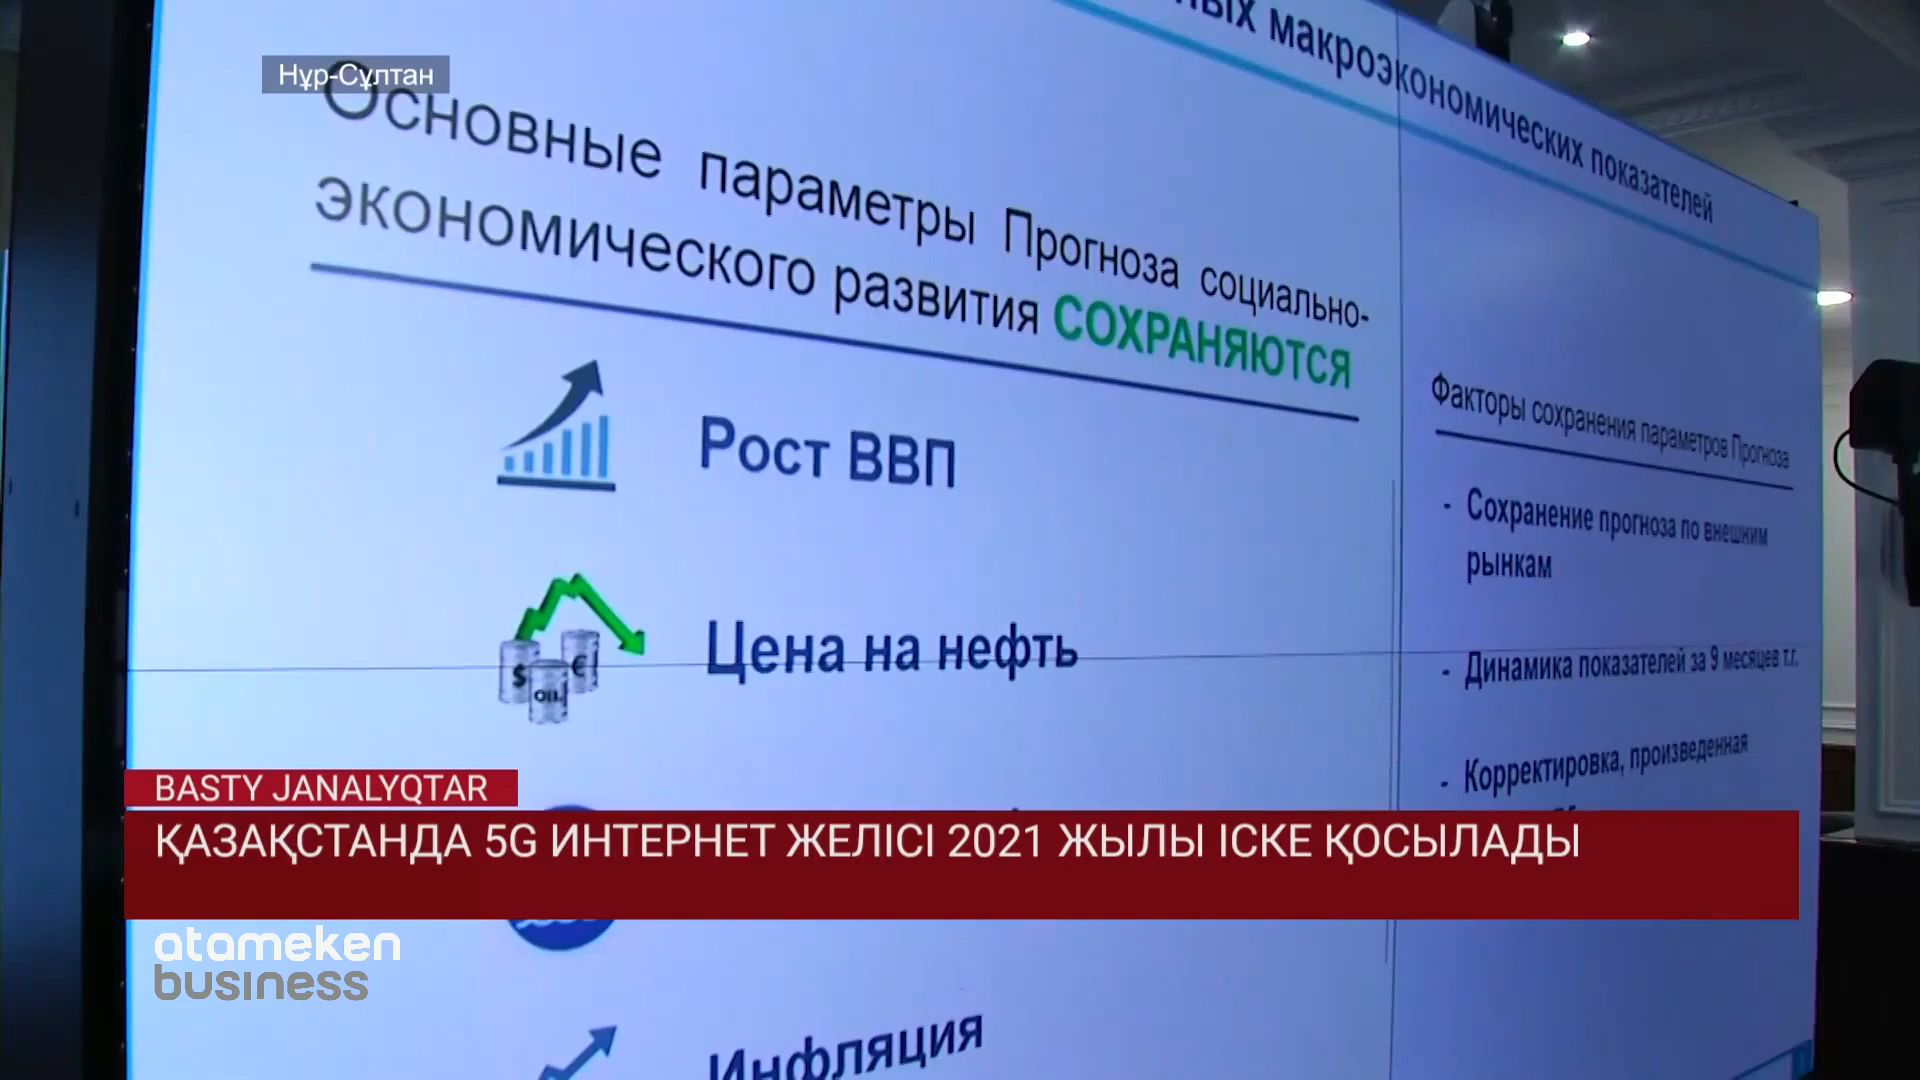 Нұр-Сұлтан
макроэкономических показателей
Основные параметры Прогноза социально-
экономического развития СОХРАНЯЮТСЯ
Рост ВВП
Цена на нефть
$
€
OIL
Инфляция
Факторы сохранения параметров Прогноза
- Сохранение прогноза по внешним
рынкам
- Динамика показателей за 9 месяцев т.г.
- Корректировка, произведенная
BASTY JANALYQTAR
ҚАЗАҚСТАНДА 5G ИНТЕРНЕТ ЖЕЛІСІ 2021 ЖЫЛЫ ІСКЕ ҚОСЫЛАДЫ
atameken
business